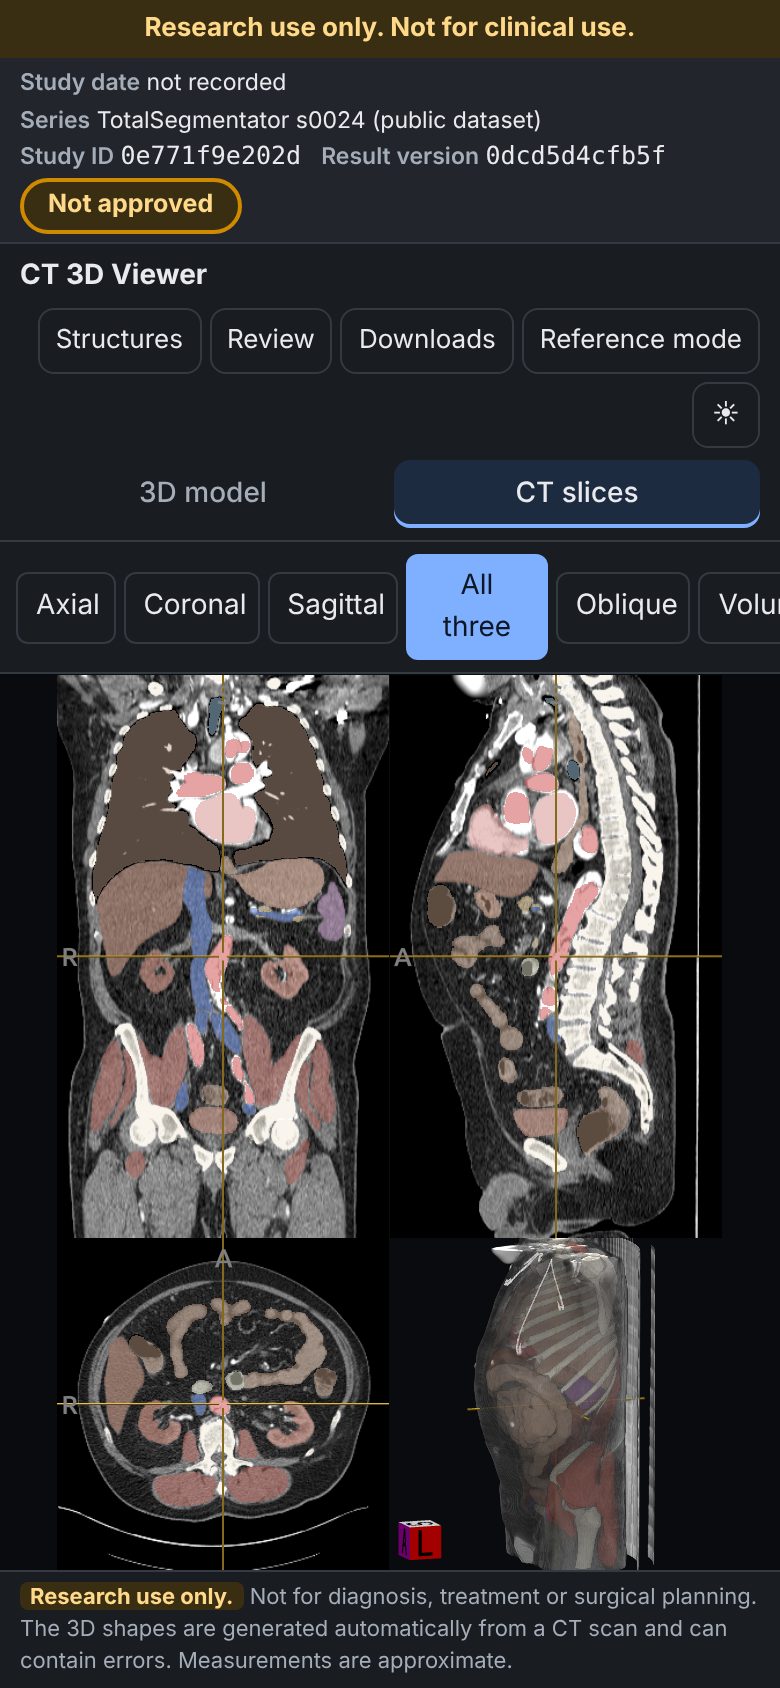 Research use only. Not for clinical use.
Study date not recorded
Series TotalSegmentator s0024 (public dataset)
Study ID 0e771f9e202d Result version 0dcd5d4cfb5f
Not approved
CT 3D Viewer
Structures Review Downloads Reference mode
3D model CT slices
Axial Coronal Sagittal All three Oblique Volu
R A
A
R
L
Research use only. Not for diagnosis, treatment or surgical planning.
The 3D shapes are generated automatically from a CT scan and can
contain errors. Measurements are approximate.